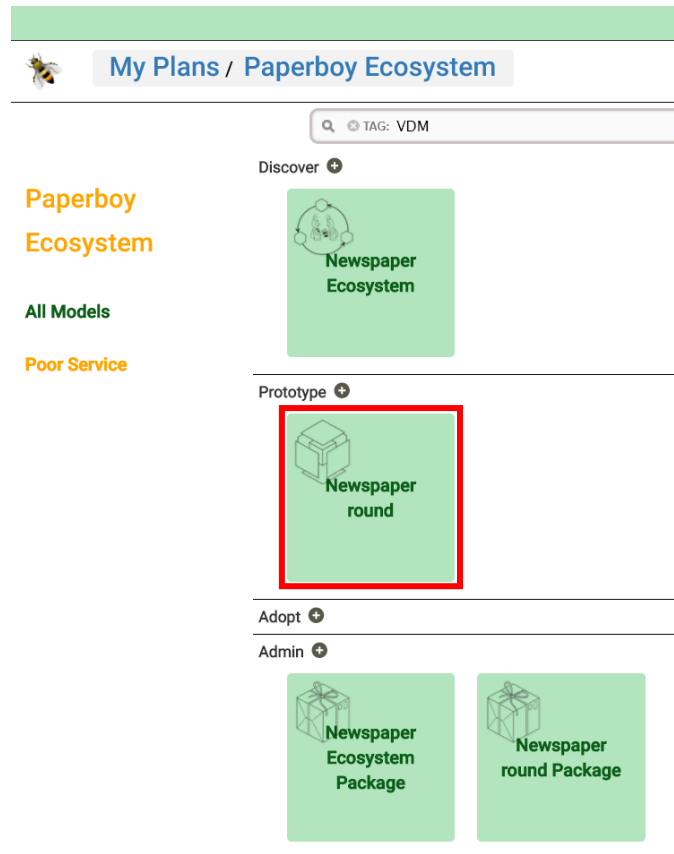 My Plans / Paperboy Ecosystem
TAG: VDM
Discover
Paperboy
Ecosystem
All Models
Poor Service
Newspaper
Ecosystem
Prototype
Newspaper
round
Adopt
Admin
Newspaper
Ecosystem
Package
Newspaper
round Package